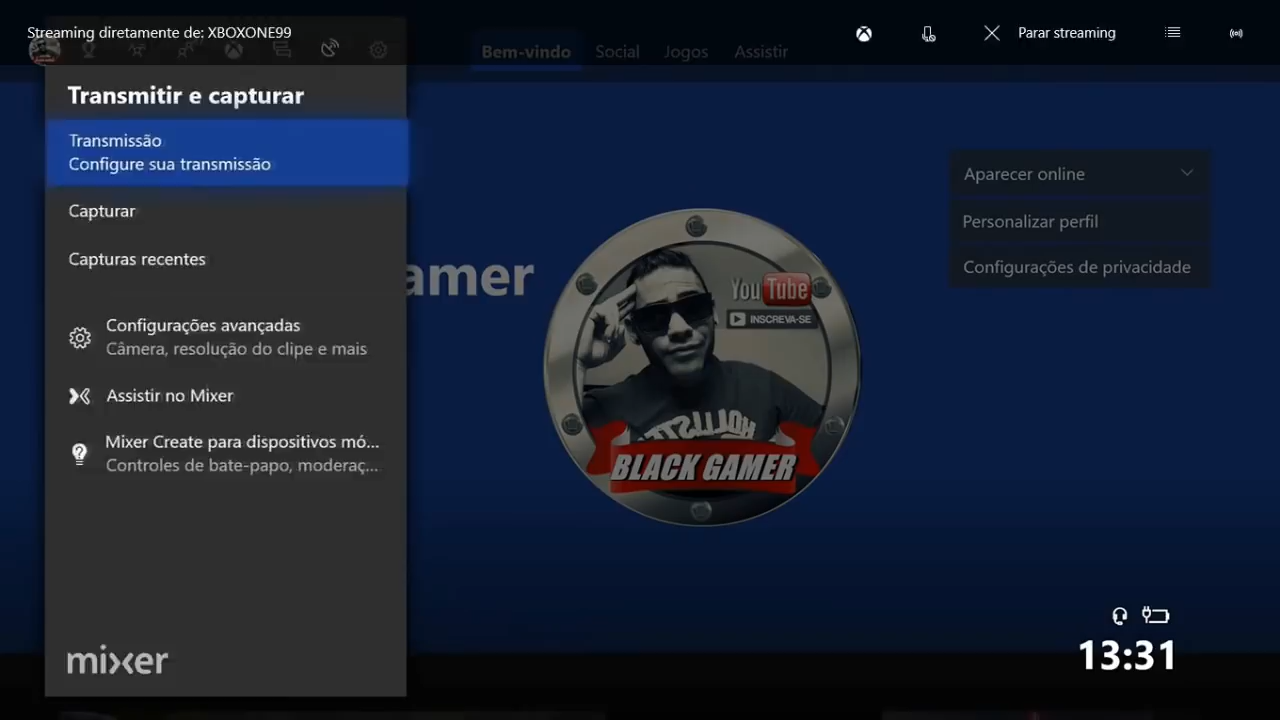 Streaming diretamente de: XBOXONE99
Parar streaming
Bem-vindo
Social
Jogos
Assistir
Transmitir e capturar
Transmissão
Configure sua transmissão
Capturar
Capturas recentes
Configurações avançadas
Câmera, resolução do clipe e mais
Assistir no Mixer
Mixer Create para dispositivos mó...
Controles de bate-papo, moderaç...
mixer
amer
YouTube
INSCREVA-SE
HOLLISTE
BLACK GAMER
Aparecer online
Personalizar perfil
Configurações de privacidade
13:31